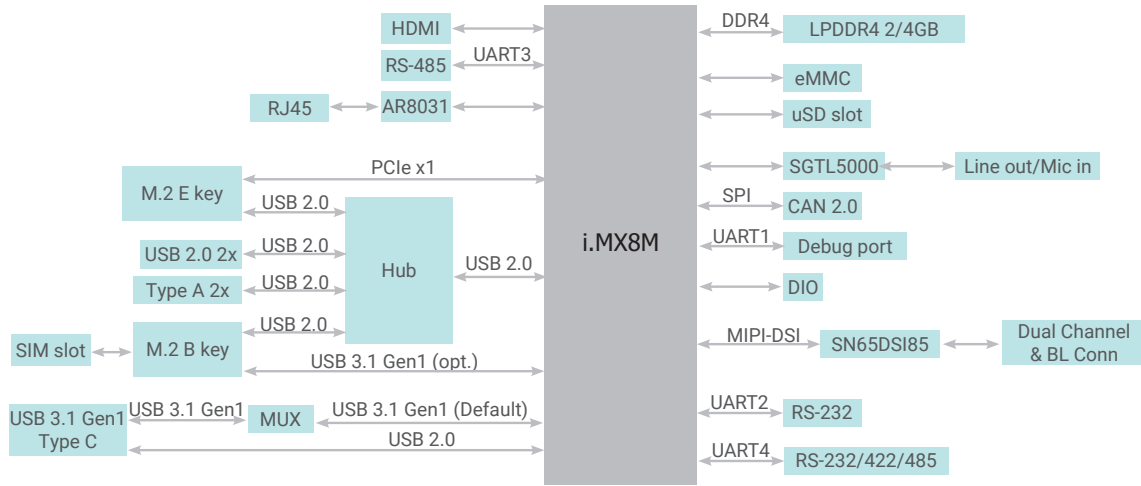 HDMI
RS-485
UART3
RJ45
AR8031
M.2 E key
PCIe x1
USB 2.0
USB 2.0 2x
USB 2.0
Type A 2x
USB 2.0
Hub
USB 2.0
SIM slot
M.2 B key
USB 2.0
USB 3.1 Gen1 (opt.)
USB 3.1 Gen1
Type C
USB 3.1 Gen1
MUX
USB 3.1 Gen1 (Default)
USB 2.0
i.MX8M
DDR4
LPDDR4 2/4GB
eMMC
uSD slot
SGTL5000
Line out/Mic in
SPI
CAN 2.0
UART1
Debug port
DIO
MIPI-DSI
SN65DSI85
Dual Channel
& BL Conn
UART2
RS-232
UART4
RS-232/422/485